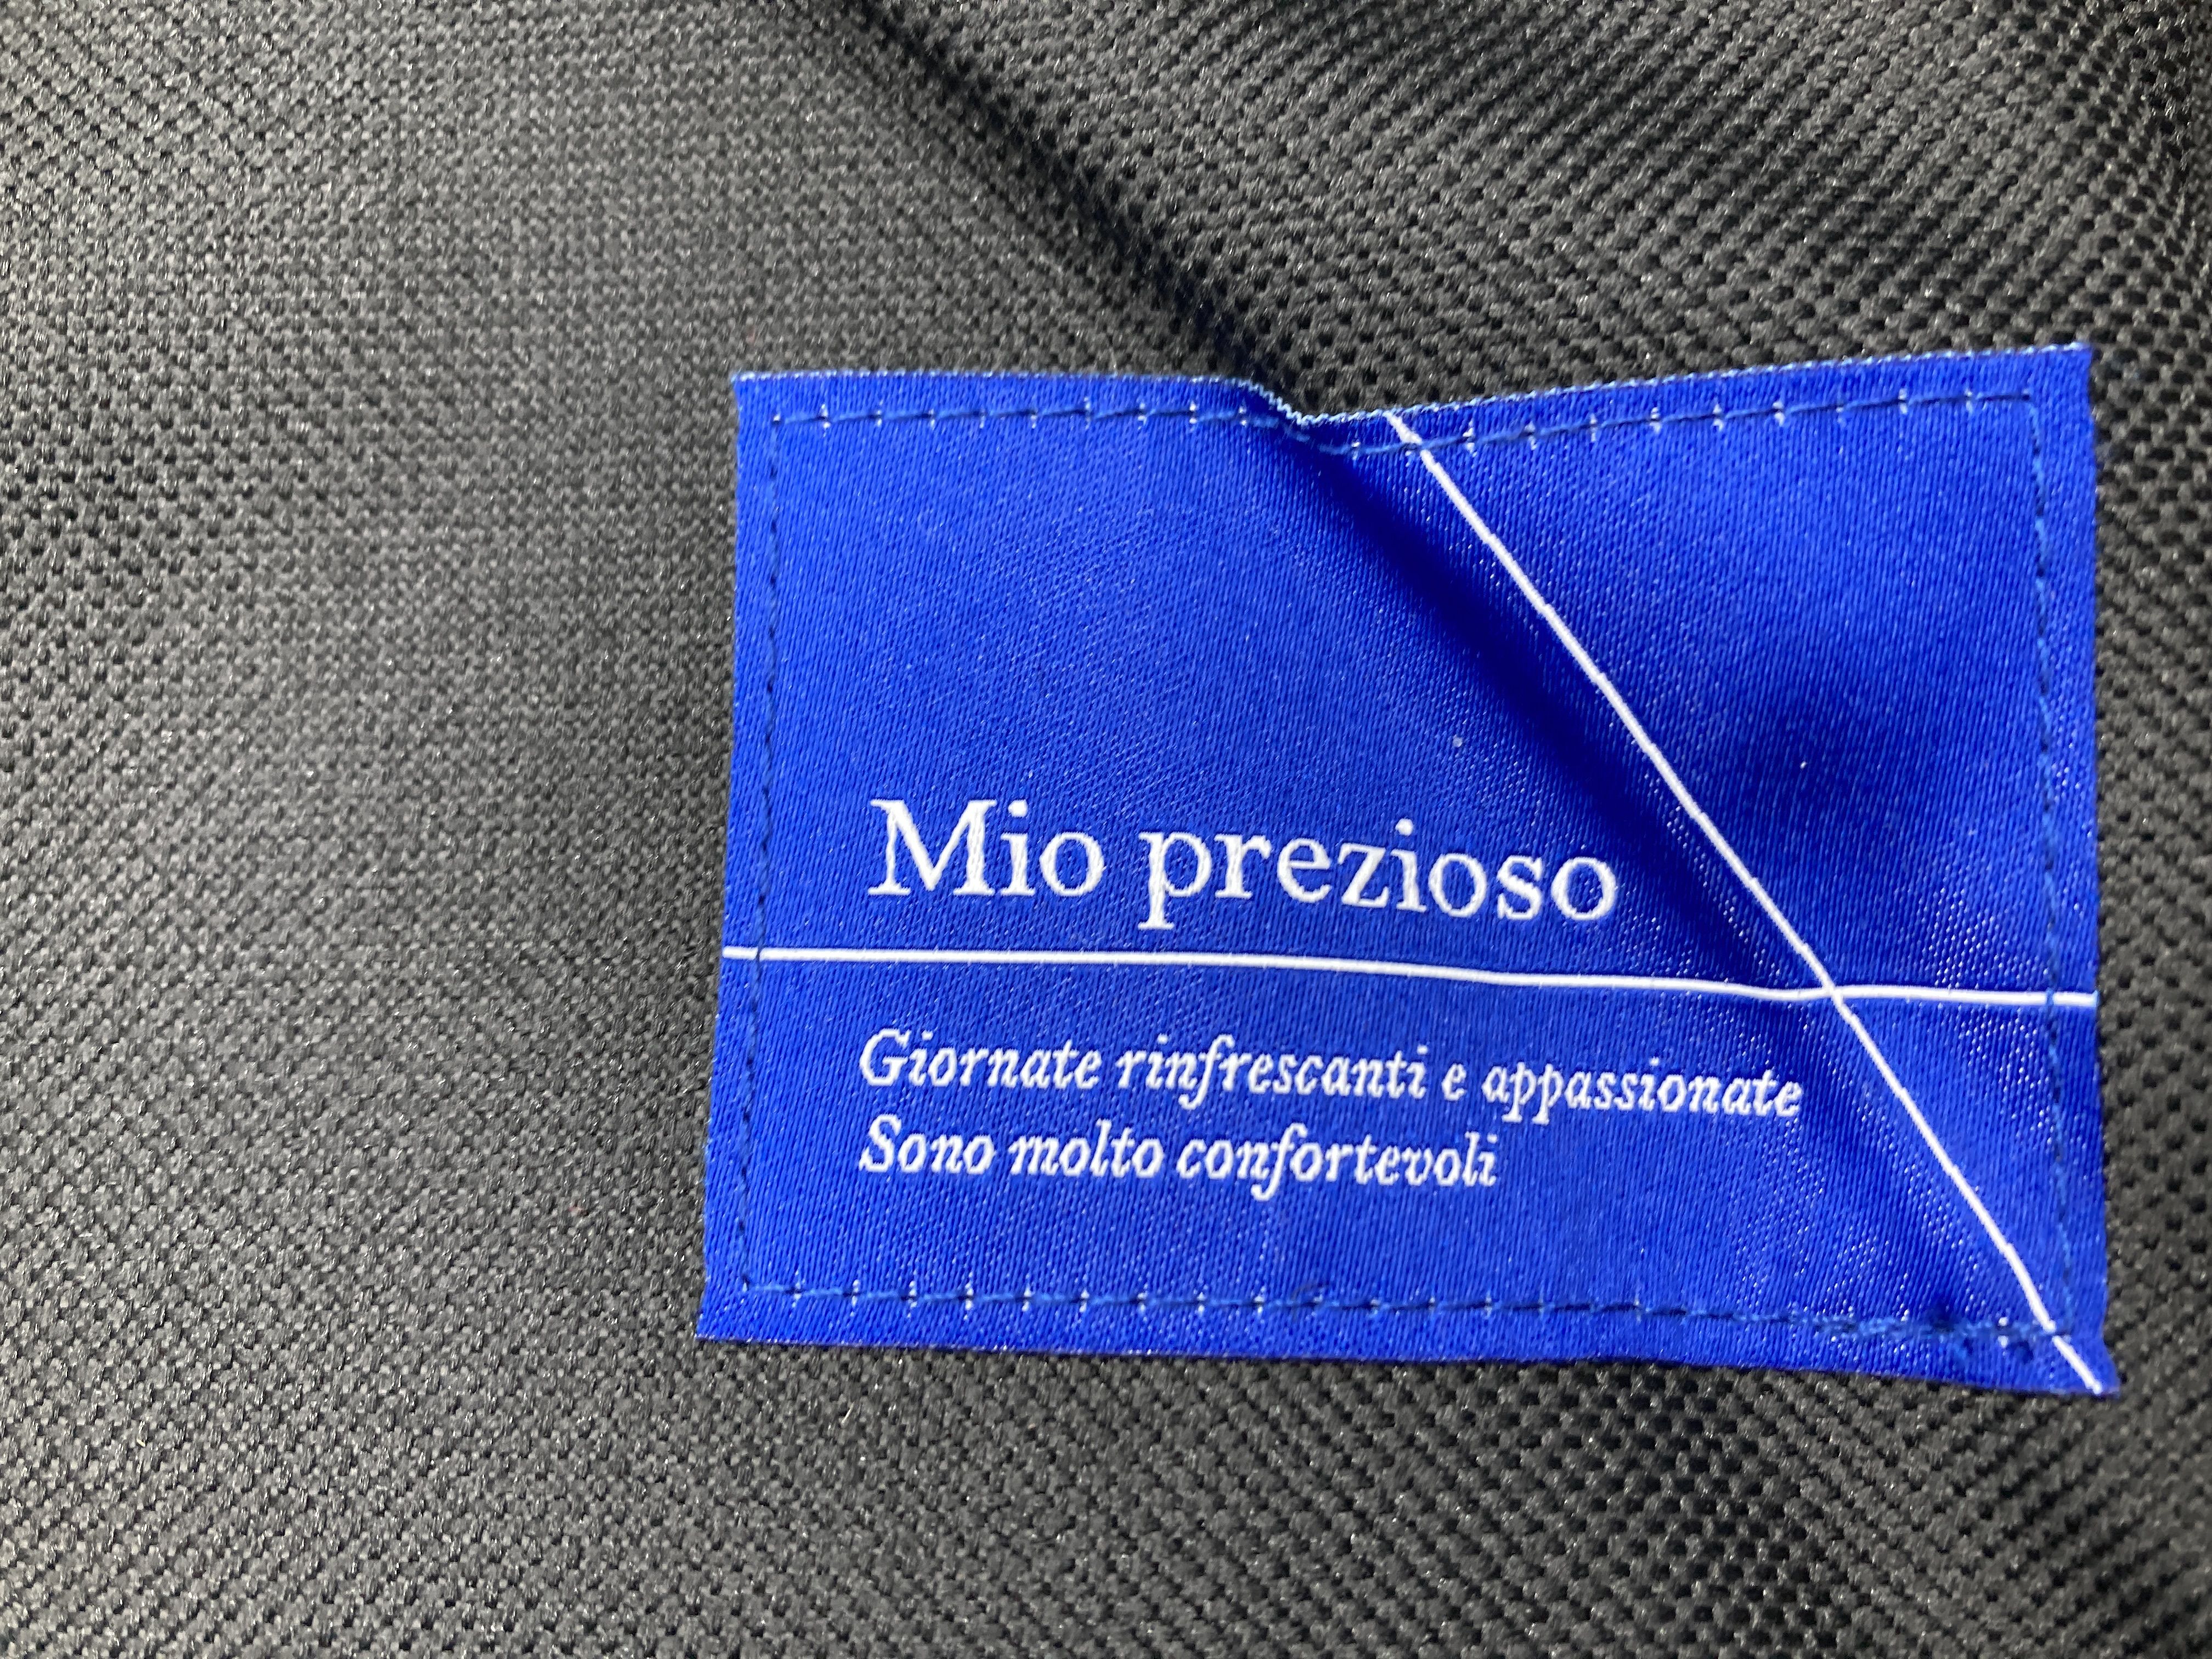 Mio prezioso
Giornate rinfrescanti e appassionate
Sono molto confortevoli